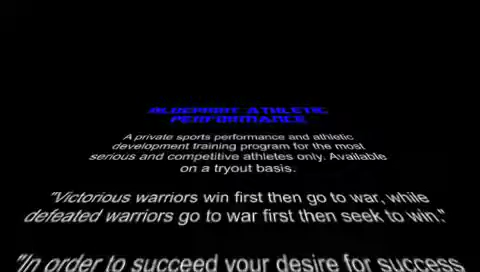 BLUEPRINT ATHLETIC
PERFORMANCE
A private sports performance and athletic
development training program for the most
serious and competitive athletes only. Available
on a tryout basis.
"Victorious warriors win first then go to war, while
defeated warriors go to war first then seek to win."
"In order to succeed your desire for success